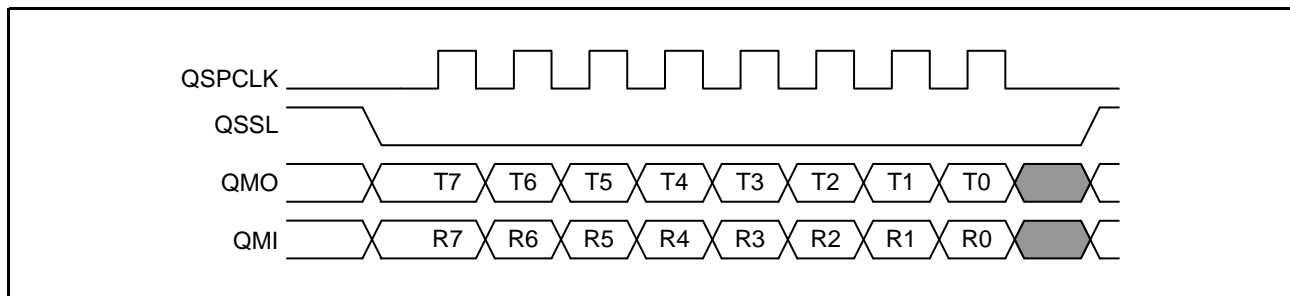 QSPCLK
QSSL
QMO T7 T6 T5 T4 T3 T2 T1 T0
QMI R7 R6 R5 R4 R3 R2 R1 R0